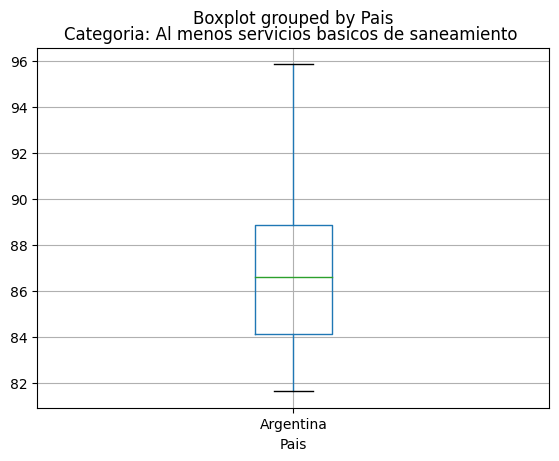 Boxplot grouped by Pais
Categoria: Al menos servicios basicos de saneamiento
96
94
92
90
88
86
84
82
Argentina
Pais